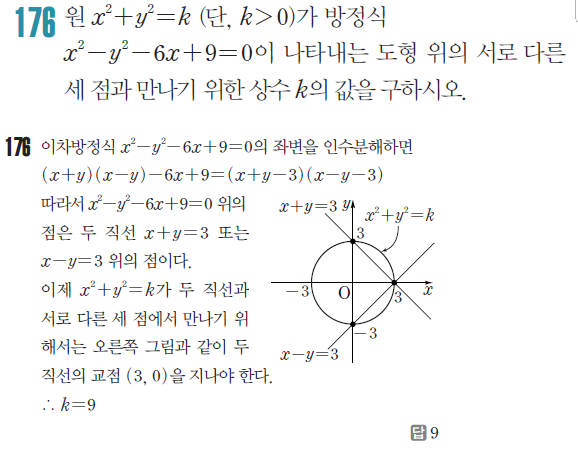 176 원 x²+y²=k (단, k>0)가 방정식
x²-y²-6x+9=0이 나타내는 도형 위의 서로 다른
세 점과 만나기 위한 상수 k의 값을 구하시오.
176 이차방정식 x²-y²-6x+9=0의 좌변을 인수분해하면
(x+y)(x-y)-6x+9=(x+y-3)(x-y-3)
따라서 x²-y²-6x+9=0 위의
점은 두 직선 x+y=3 또는
x-y=3 위의 점이다.
이제 x²+y²=k가 두 직선과
서로 다른 세 점에서 만나기 위
해서는 오른쪽 그림과 같이 두
직선의 교점 (3, 0)을 지나야 한다.
∴ k=9
x+y=3 y
x²+y²=k
3
-3 O 3 x
-3
x-y=3
답 9